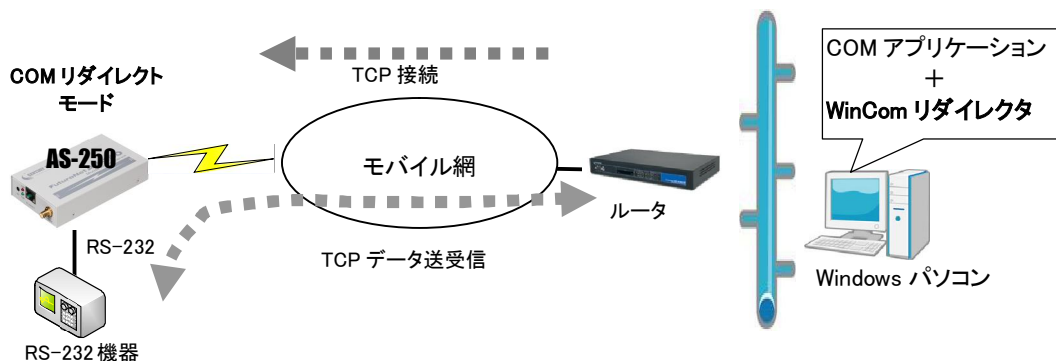 COM リダイレクト
モード
AS-250
RS-232
RS-232 機器
TCP 接続
モバイル網
TCP データ送受信
ルータ
COM アプリケーション
+
WinCom リダイレクタ
Windows パソコン